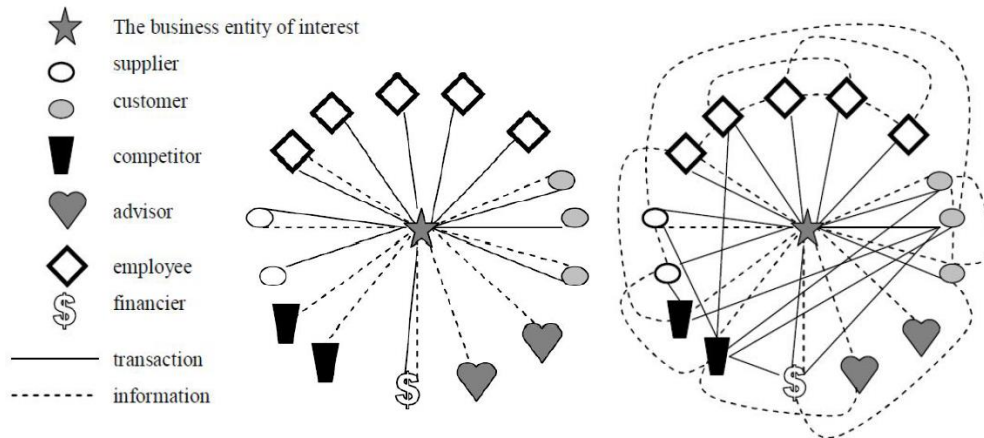 The business entity of interest
supplier
customer
competitor
advisor
employee
$
financier
transaction
information
$
$